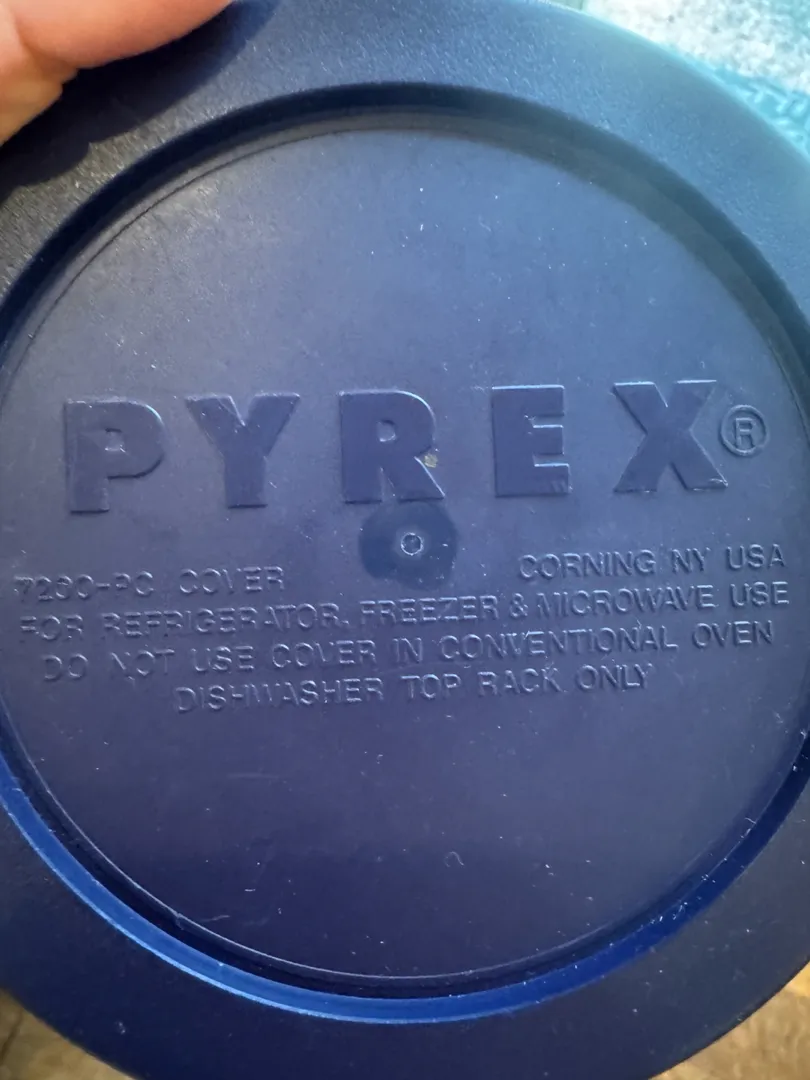 PYREX®
7200-PC COVER CORNING NY USA
FOR REFRIGERATOR, FREEZER & MICROWAVE USE
DO NOT USE COVER IN CONVENTIONAL OVEN
DISHWASHER TOP RACK ONLY